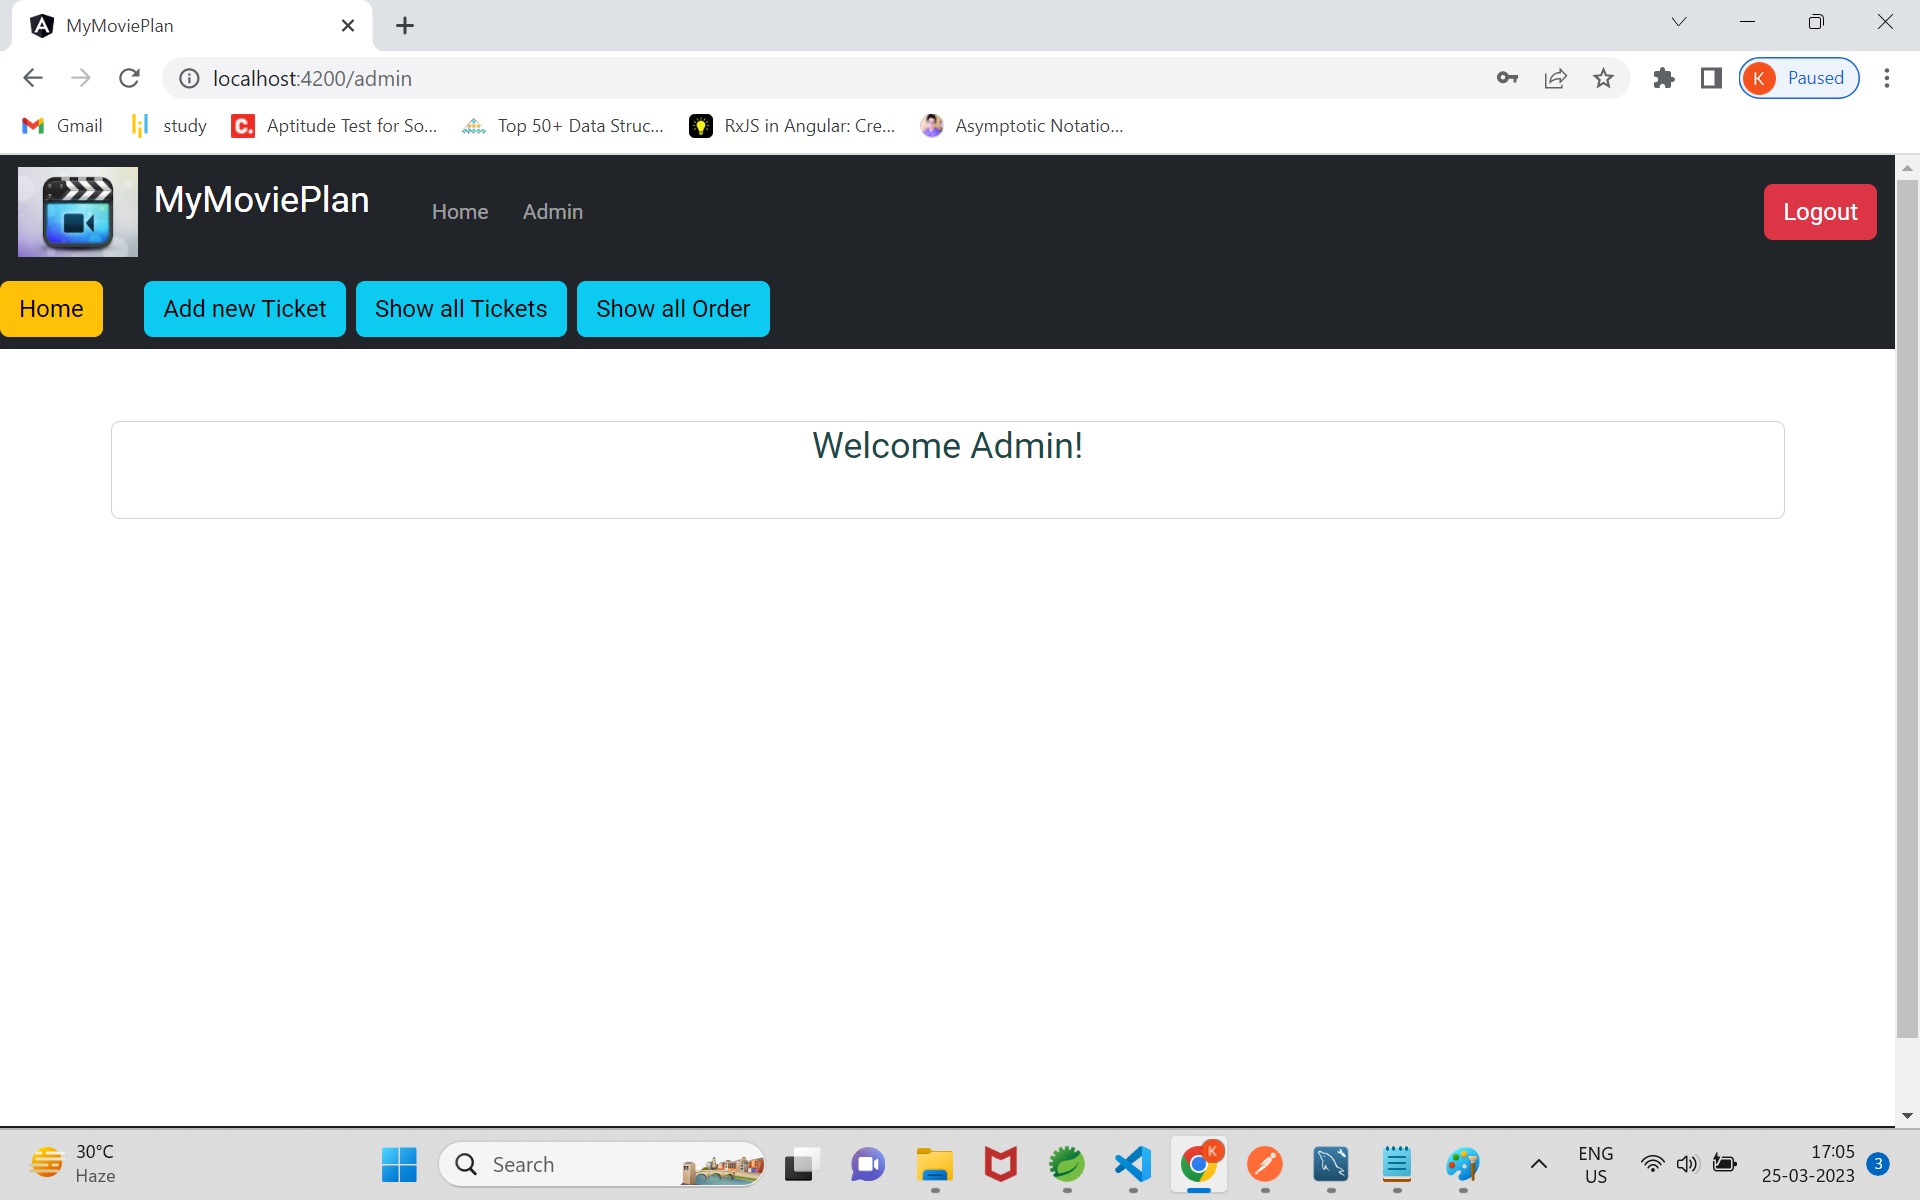 MyMoviePlan
localhost:4200/admin
K Paused
Gmail study C. Aptitude Test for So... Top 50+ Data Struc... RxJS in Angular: Cre... Asymptotic Notatio...
MyMoviePlan Home Admin Logout
Home Add new Ticket Show all Tickets Show all Order
Welcome Admin!
30°C
Haze
Search
K
ENG
US
17:05
25-03-2023
3